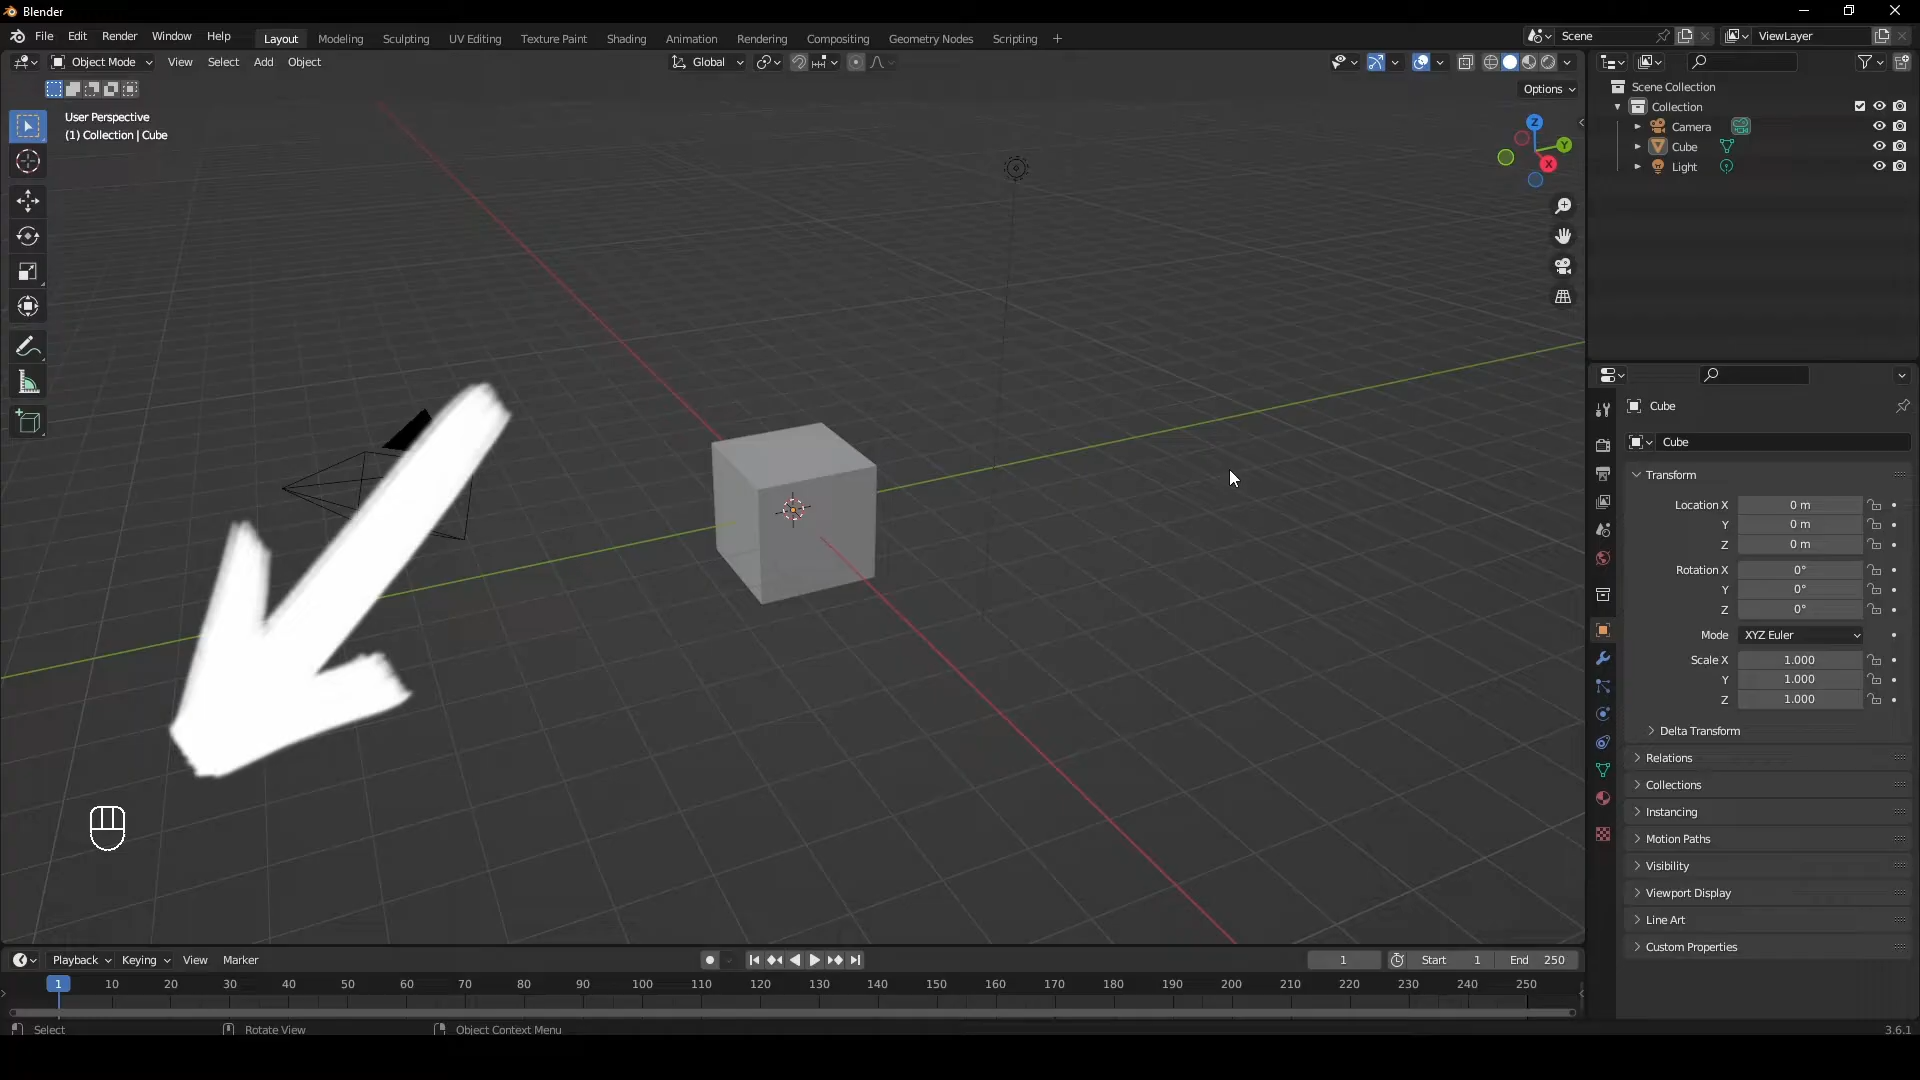 Blender
File Edit Render Window Help Layout Modeling Sculpting UV Editing Texture Paint Shading Animation Rendering Compositing Geometry Nodes Scripting + Scene ViewLayer
Object Mode View Select Add Object Global
Options
User Perspective
(1) Collection | Cube
Z
Y
X
Scene Collection
Collection
Camera
Cube
Light
Cube
Cube
Transform
Location X 0 m
Y 0 m
Z 0 m
Rotation X 0°
Y 0°
Z 0°
Mode XYZ Euler
Scale X 1.000
Y 1.000
Z 1.000
Delta Transform
Relations
Collections
Instancing
Motion Paths
Visibility
Viewport Display
Line Art
Custom Properties
Playback Keying View Marker 1 Start 1 End 250
1 10 20 30 40 50 60 70 80 90 100 110 120 130 140 150 160 170 180 190 200 210 220 230 240 250
Select Rotate View Object Context Menu 3.6.1